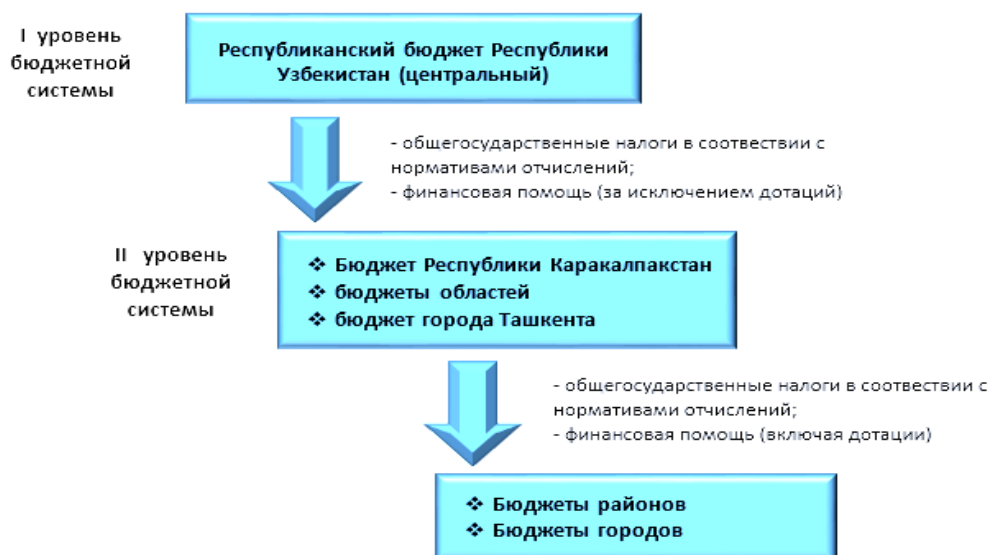 I уровень
бюджетной
системы
Республиканский бюджет Республики
Узбекистан (центральный)
- общегосударственные налоги в соотвествии с
нормативами отчислений;
- финансовая помощь (за исключением дотаций)
II уровень
бюджетной
системы
❖ Бюджет Республики Каракалпакстан
❖ бюджеты областей
❖ бюджет города Ташкента
- общегосударственные налоги в соотвествии с
нормативами отчислений;
- финансовая помощь (включая дотации)
❖ Бюджеты районов
❖ Бюджеты городов